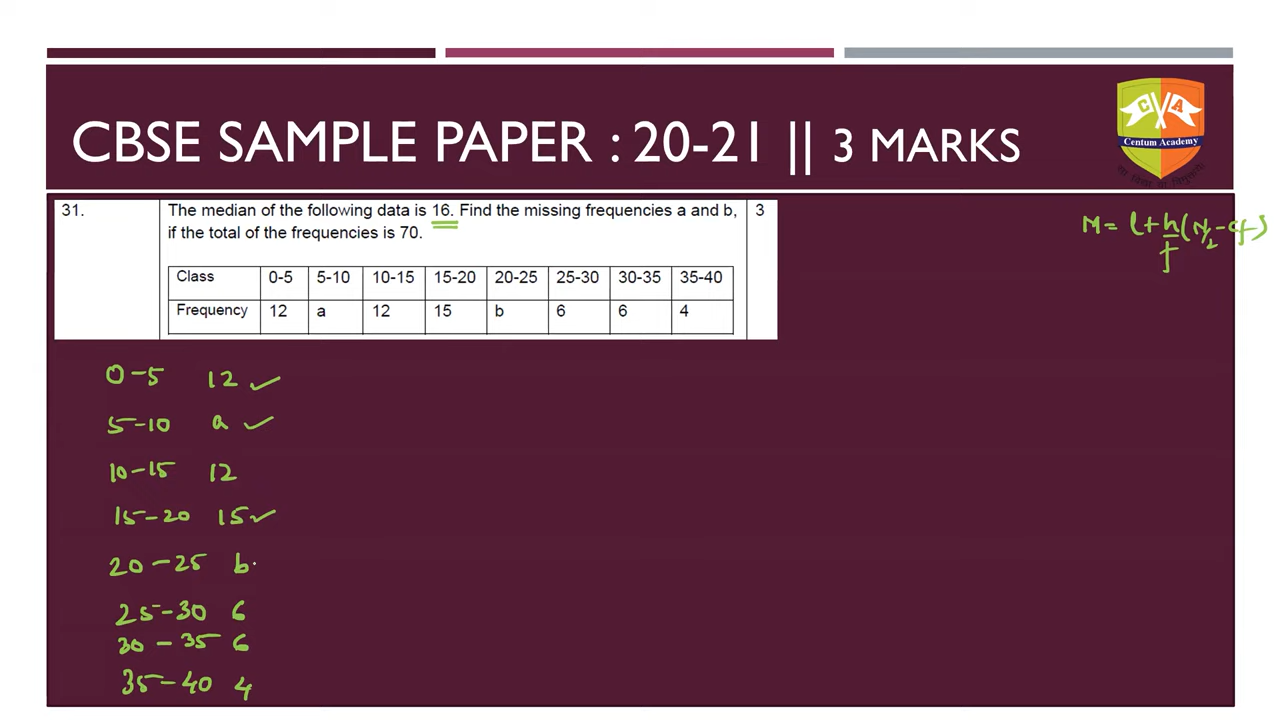 CBSE SAMPLE PAPER : 20-21 || 3 MARKS
C A
Centum Academy
31. The median of the following data is 16. Find the missing frequencies a and b, 3
if the total of the frequencies is 70.
Class 0-5 5-10 10-15 15-20 20-25 25-30 30-35 35-40
Frequency 12 a 12 15 b 6 6 4
M = l + h/f (N/2 - cf)
0-5 12 ✓
5-10 a ✓
10-15 12
15-20 15 ✓
20-25 b
25-30 6
30-35 6
35-40 4